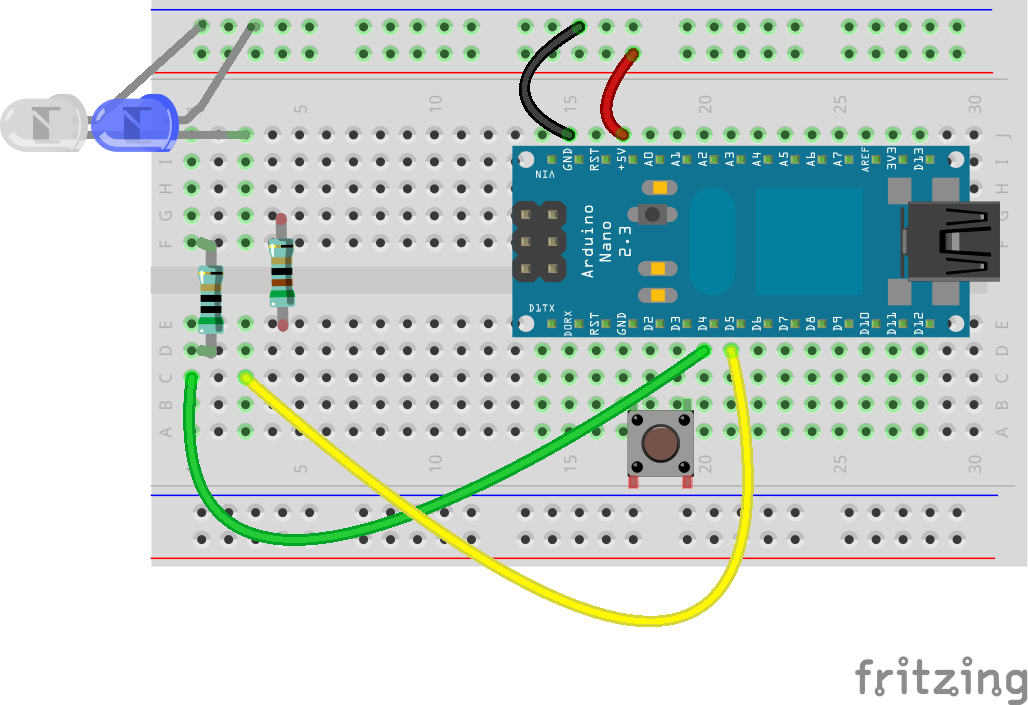 5 10 15 20 25 30
J
I
H
G
F
E
D
C
B
A
J
F
E
D
C
B
A
VIN GND RST +5V A0 A1 A2 A3 A4 A5 A6 A7 AREF 3V3 D13
Arduino
Nano
2.3
D1TX D0RX RST GND D2 D3 D4 D5 D6 D7 D8 D9 D10 D11 D12
5 10 15 20 25 30
fritzing